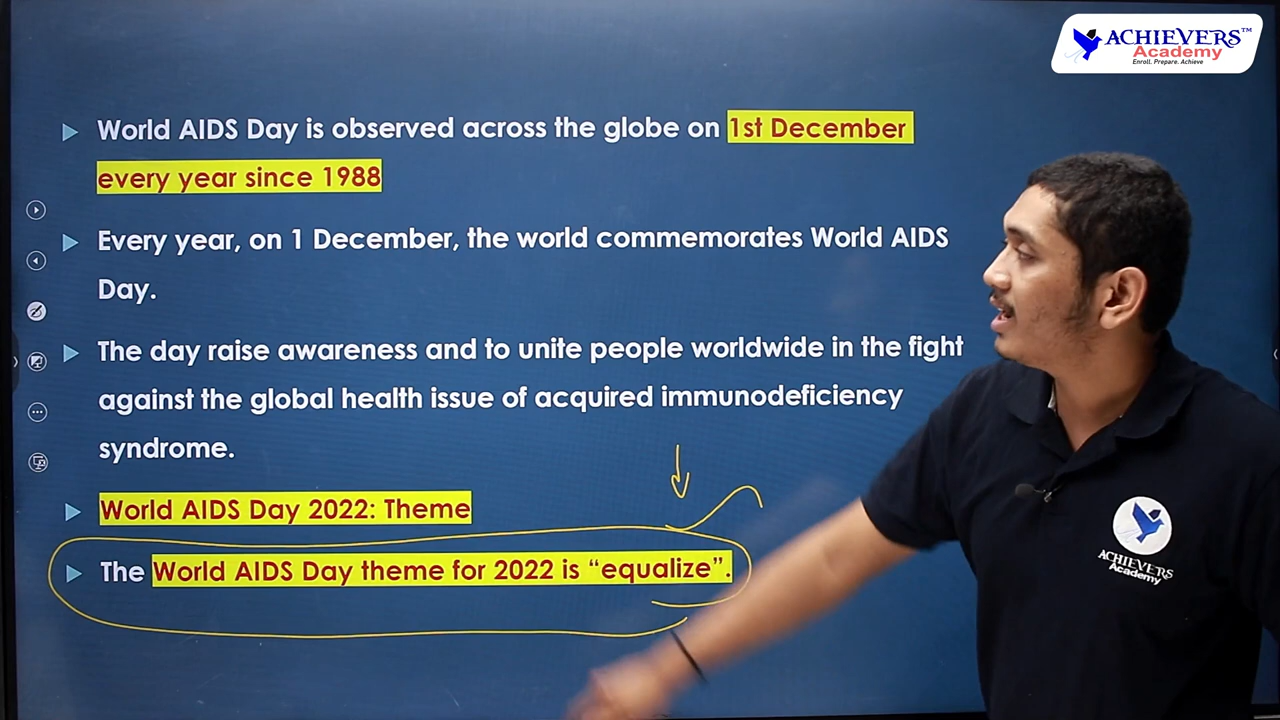 ACHIEVERS™
Academy
Enroll. Prepare. Achieve
World AIDS Day is observed across the globe on 1st December
every year since 1988
Every year, on 1 December, the world commemorates World AIDS
Day.
The day raise awareness and to unite people worldwide in the fight
against the global health issue of acquired immunodeficiency
syndrome.
World AIDS Day 2022: Theme
The World AIDS Day theme for 2022 is “equalize”.
ACHIEVERS
Academy